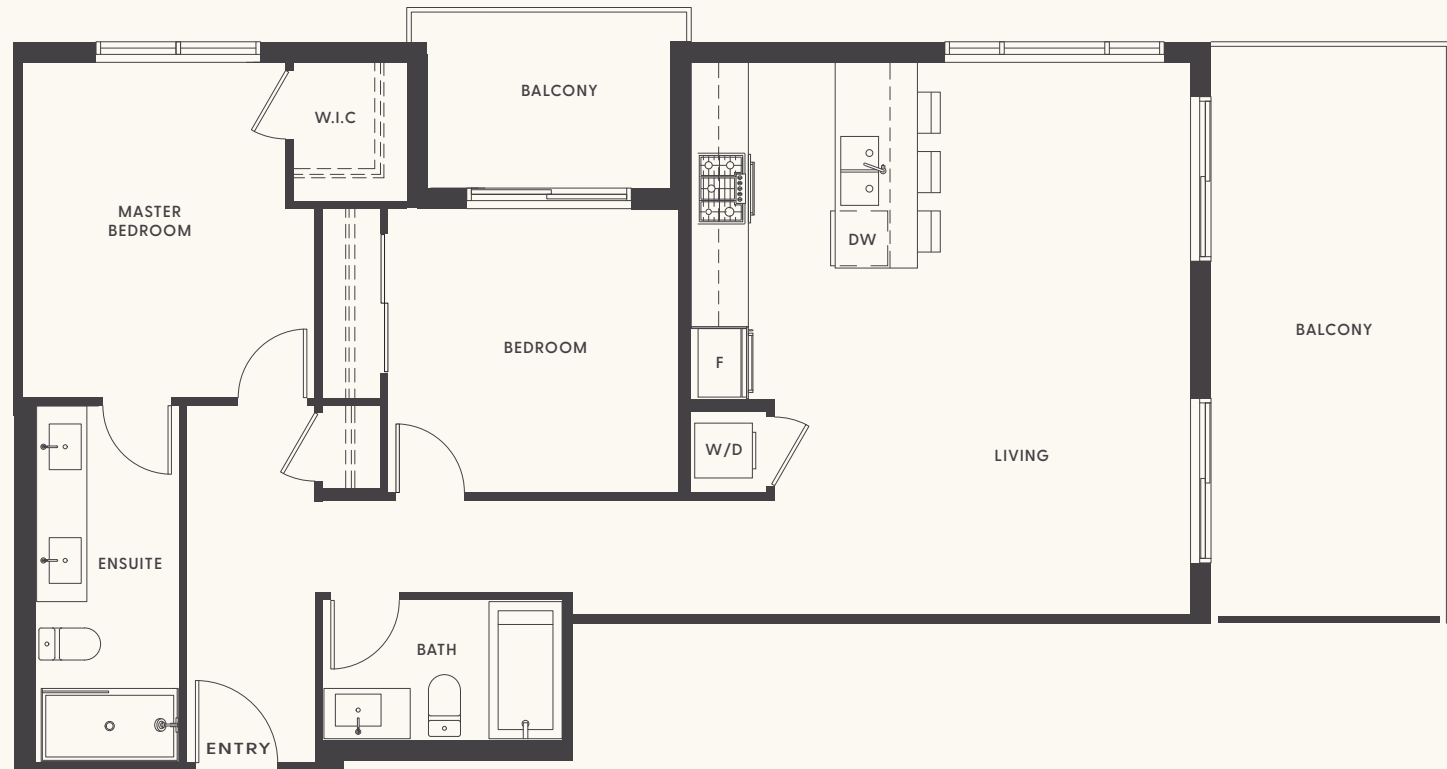 BALCONY
W.I.C
MASTER
BEDROOM
DW
BALCONY
BEDROOM
F
W/D
LIVING
ENSUITE
BATH
ENTRY